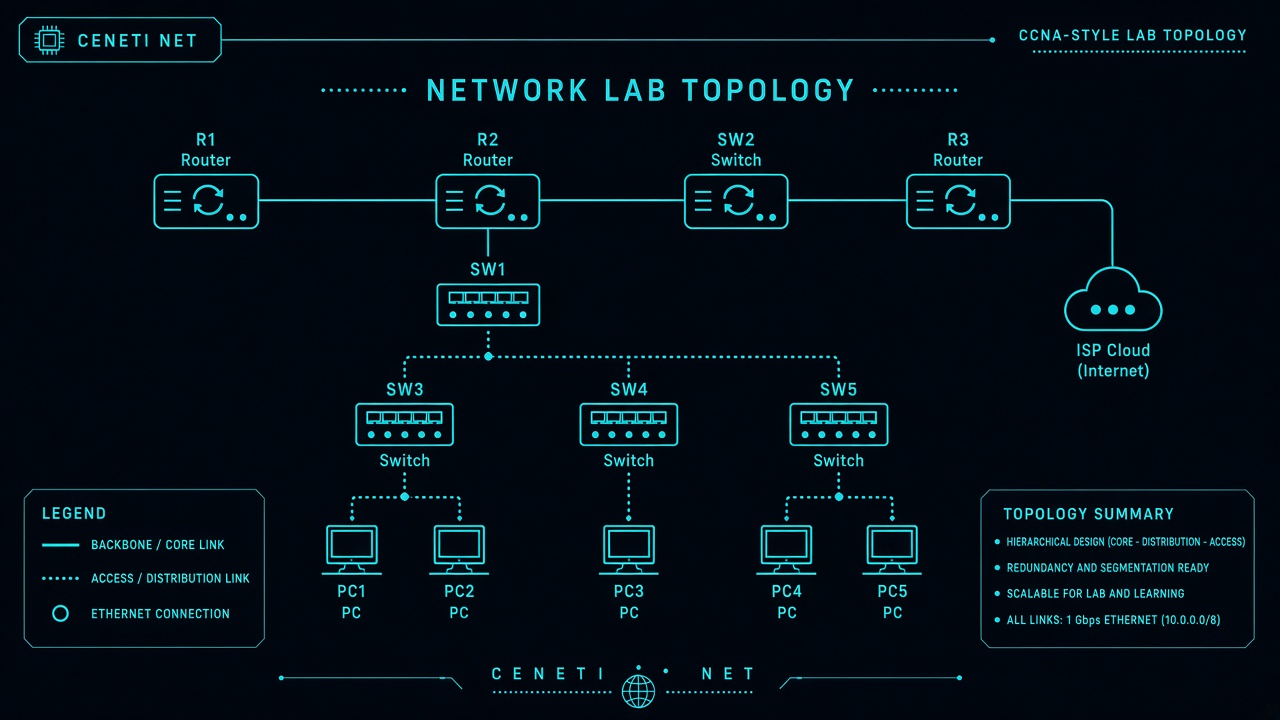 CENETI NET
CCNA-STYLE LAB TOPOLOGY
NETWORK LAB TOPOLOGY
R1
Router
R2
Router
SW2
Switch
R3
Router
SW1
ISP Cloud
(Internet)
SW3
Switch
SW4
Switch
SW5
Switch
PC1
PC
PC2
PC
PC3
PC
PC4
PC
PC5
PC
LEGEND
BACKBONE / CORE LINK
ACCESS / DISTRIBUTION LINK
ETHERNET CONNECTION
TOPOLOGY SUMMARY
HIERARCHICAL DESIGN (CORE - DISTRIBUTION - ACCESS)
REDUNDANCY AND SEGMENTATION READY
SCALABLE FOR LAB AND LEARNING
ALL LINKS: 1 Gbps ETHERNET (10.0.0.0/8)
CENETI NET